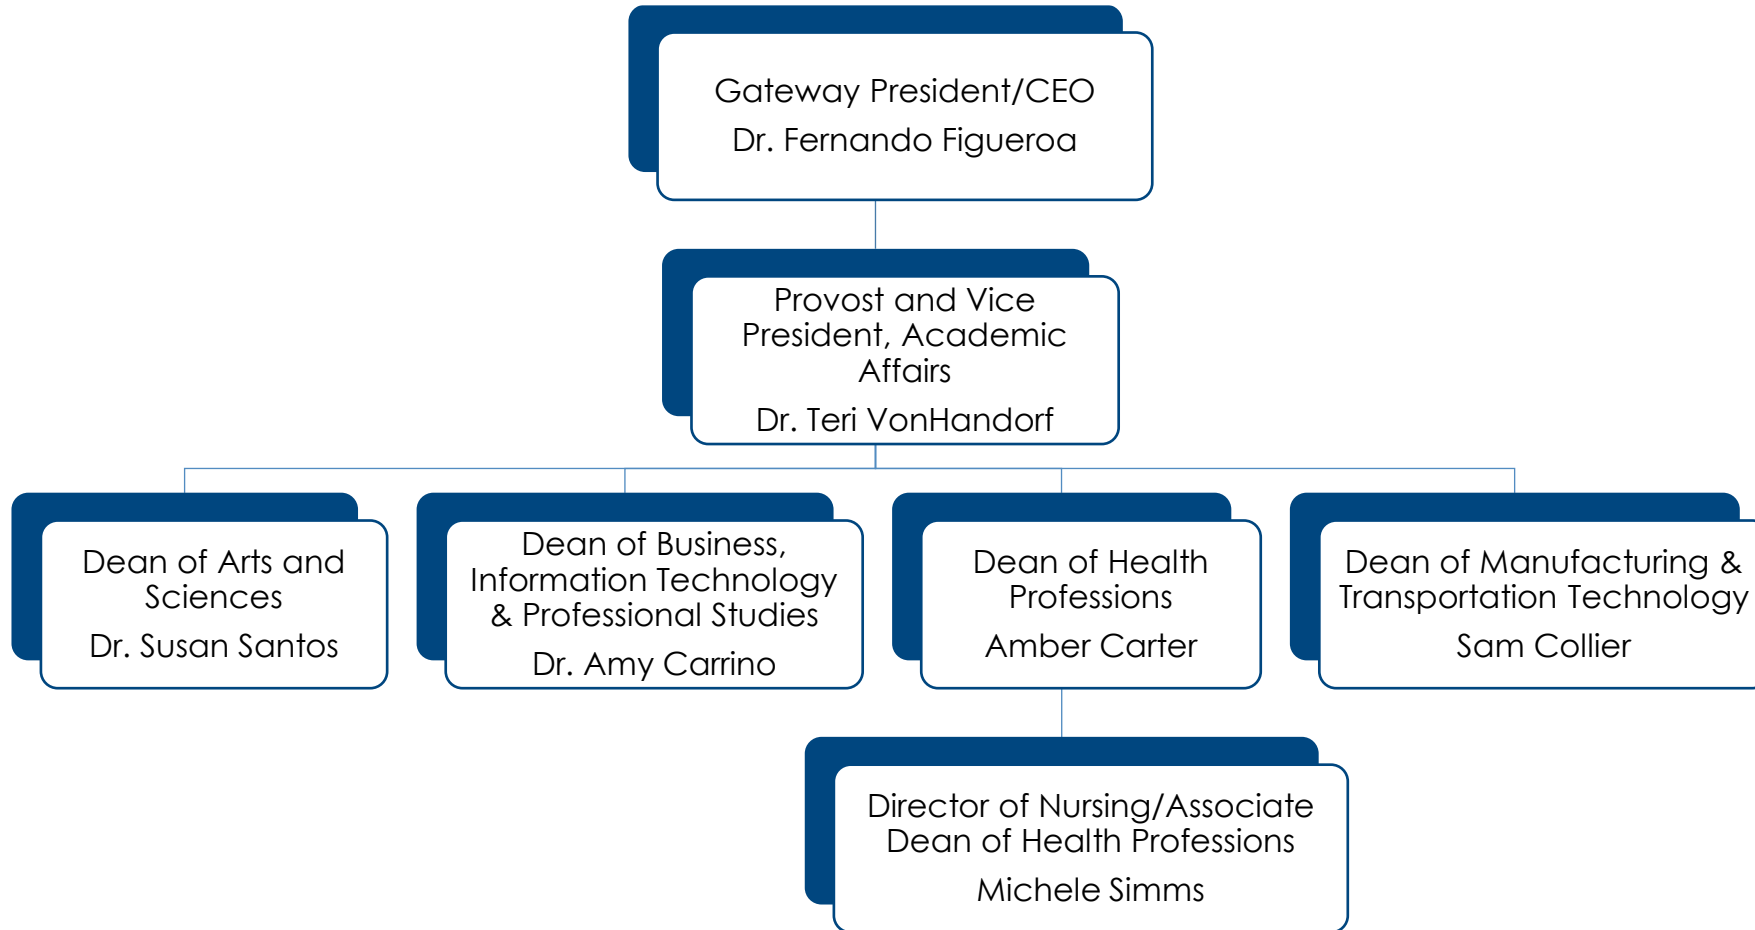 Gateway President/CEO
Dr. Fernando Figueroa
Provost and Vice
President, Academic
Affairs
Dr. Teri VonHandorf
Dean of Arts and
Sciences
Dr. Susan Santos
Dean of Business,
Information Technology
& Professional Studies
Dr. Amy Carrino
Dean of Health
Professions
Amber Carter
Dean of Manufacturing &
Transportation Technology
Sam Collier
Director of Nursing/Associate
Dean of Health Professions
Michele Simms